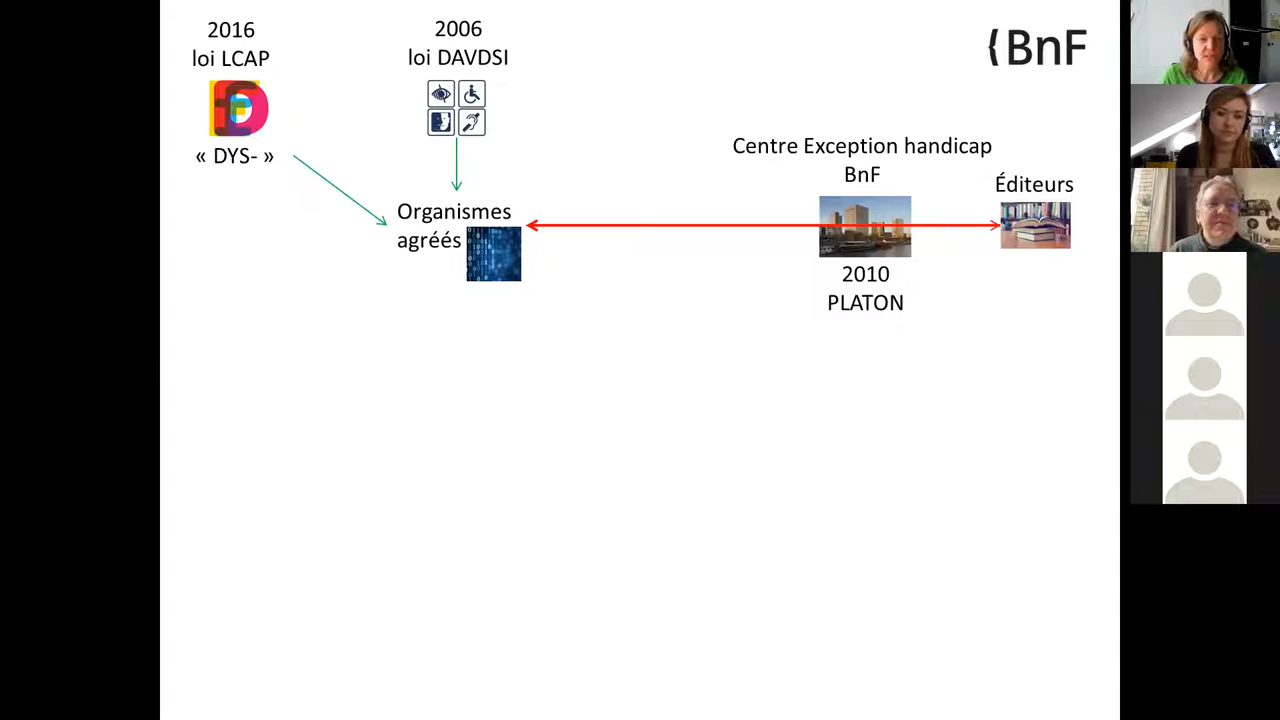 2016
loi LCAP
« DYS- »
2006
loi DAVDSI
Organismes
agréés
BnF
Centre Exception handicap
BnF
2010
PLATON
Éditeurs